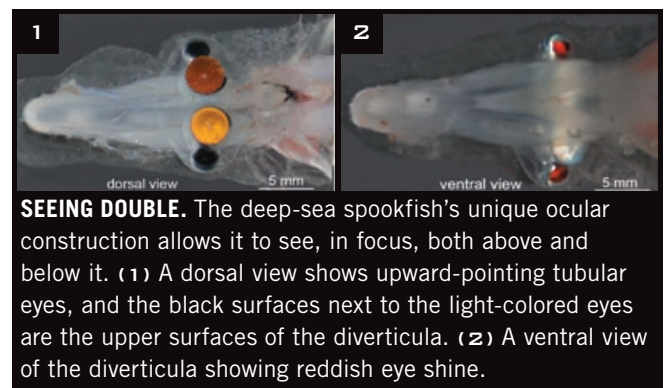 1
2
dorsal view
5 mm
ventral view
5 mm
SEEING DOUBLE. The deep-sea spookfish's unique ocular
construction allows it to see, in focus, both above and
below it. (1) A dorsal view shows upward-pointing tubular
eyes, and the black surfaces next to the light-colored eyes
are the upper surfaces of the diverticula. (2) A ventral view
of the diverticula showing reddish eye shine.